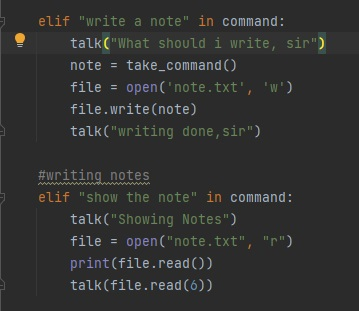 elif "write a note" in command:
    talk("What should i write, sir")
    note = take_command()
    file = open('note.txt', 'w')
    file.write(note)
    talk("writing done,sir")
#writing notes
elif "show the note" in command:
    talk("Showing Notes")
    file = open("note.txt", "r")
    print(file.read())
    talk(file.read(6))